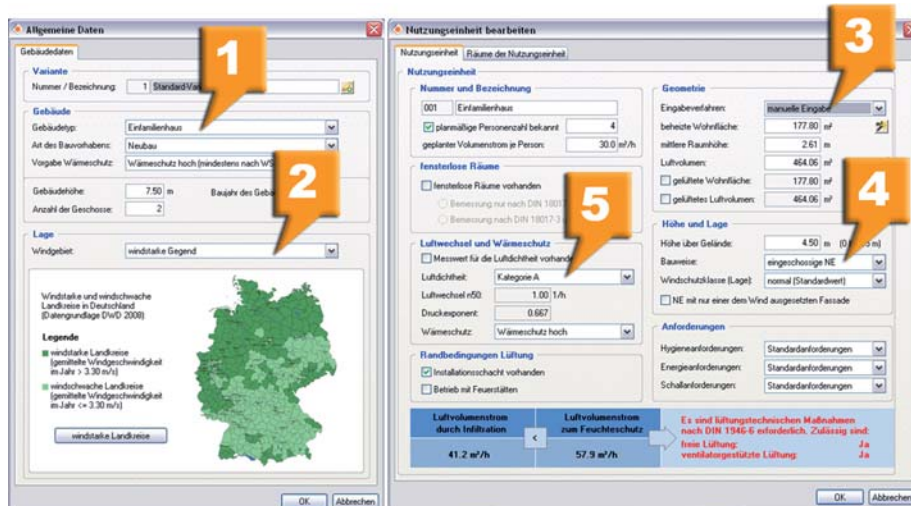 Allgemeine Daten
Gebäudedaten
Variante
Nummer / Bezeichnung: 1
1
Gebäude
Gebäudetyp: Einfamilienhaus
Art des Bauvorhabens: Neubau
Vorgabe Wärmeschutz: Wärmeschutz hoch (mindestens nach
2
Gebäudehöhe: 7.50 m
Anzahl der Geschosse: 2
Lage
Windgebiet: windstarke Gegend
Windstarke und windschwache
Landkreise in Deutschland
(Datengrundlage DWD 2008)
Legende
windstarke Landkreise
(gemittelte Windgeschwindigkeit
im Jahr > 3.30 m/s)
windschwache Landkreise
(gemittelte Windgeschwindigkeit
im Jahr <= 3.30 m/s)
windstarke Landkreise
OK Abbrechen
Nutzungseinheit bearbeiten
Nutzungseinheit Räume der Nutzungseinheit
Nutzungseinheit
Nummer und Bezeichnung
001 Einfamilienhaus
planmäßige Personenzahl bekannt 4
geplanter Volumenstrom je Person: 30.0 m³/h
fensterlose Räume
fensterlose Räume vorhanden
Bemessung nur nach DIN
Bemessung nach DIN 18017-3
5
Luftwechsel und Wärmeschutz
Messwert für die Luftdichtheit
Luftdichtheit: Kategorie A
Luftwechsel n50: 1.00 1/h
Druckexponent: 0.667
Wärmeschutz: Wärmeschutz hoch
Randbedingungen Lüftung
Installationsschacht vorhanden
Betrieb mit Feuerstätten
3
Geometrie
Eingabeverfahren: manuelle Eingabe
beheizte Wohnfläche: 177.80 m²
mittlere Raumhöhe: 2.61 m
Luftvolumen: 464.06 m³
gelüftete Wohnfläche: 177.80 m²
gelüftetes Luftvolumen: 464.06 m³
4
Höhe und Lage
Höhe über Gelände: 4.50 m
Bauweise: eingeschossige NE
Windschutzklasse (Lage): normal (Standardwert)
NE mit nur einer dem Wind ausgesetzten Fassade
Anforderungen
Hygieneanforderungen: Standardanforderungen
Energieanforderungen: Standardanforderungen
Schallanforderungen: Standardanforderungen
Luftvolumenstrom
durch Infiltration
41.2 m³/h
<
Luftvolumenstrom
zum Feuchteschutz
57.9 m³/h
Es sind lüftungstechnischen Maßnahmen
nach DIN 1946-6 erforderlich. Zulässig sind:
freie Lüftung: Ja
ventilatorgestützte Lüftung: Ja
OK Abbrechen